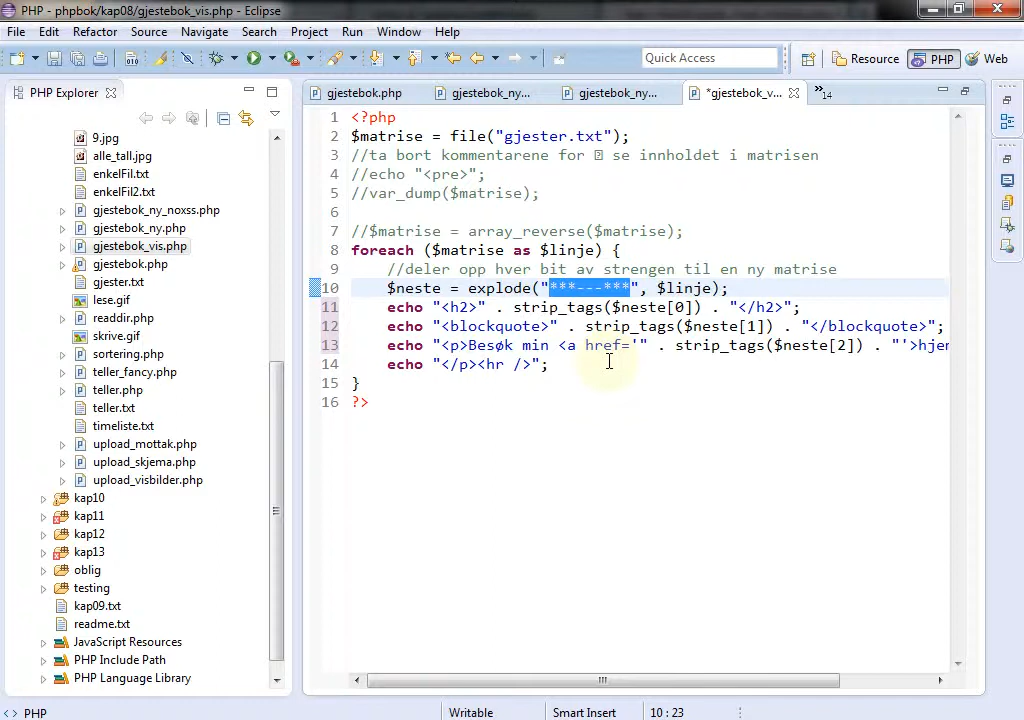 PHP - phpbok/kap08/gjestebok_vis.php - Eclipse
File Edit Refactor Source Navigate Search Project Run Window Help
Quick Access
Resource
PHP
Web
PHP Explorer
gjestebok.php
gjestebok_ny...
gjestebok_ny...
*gjestebok_v...
»14
9.jpg
alle_tall.jpg
enkelFil.txt
enkelFil2.txt
gjestebok_ny_noxss.php
gjestebok_ny.php
gjestebok_vis.php
gjestebok.php
gjester.txt
lese.gif
readdir.php
skrive.gif
sortering.php
teller_fancy.php
teller.php
teller.txt
timeliste.txt
upload_mottak.php
upload_skjema.php
upload_visbilder.php
kap10
kap11
kap12
kap13
oblig
testing
kap09.txt
readme.txt
JavaScript Resources
PHP Include Path
PHP Language Library
1 <?php
2 $matrise = file("gjester.txt");
3 //ta bort kommentarene for se innholdet i matrisen
4 //echo "<pre>";
5 //var_dump($matrise);
6
7 //$matrise = array_reverse($matrise);
8 foreach ($matrise as $linje) {
9 //deler opp hver bit av strengen til en ny matrise
10 $neste = explode("***---***", $linje);
11 echo "<h2>" . strip_tags($neste[0]) . "</h2>";
12 echo "<blockquote>" . strip_tags($neste[1]) . "</blockquote>";
13 echo "<p>Besøk min <a href='" . strip_tags($neste[2]) . "'>hjen
14 echo "</p><hr />";
15 }
16 ?>
PHP
Writable
Smart Insert
10 : 23